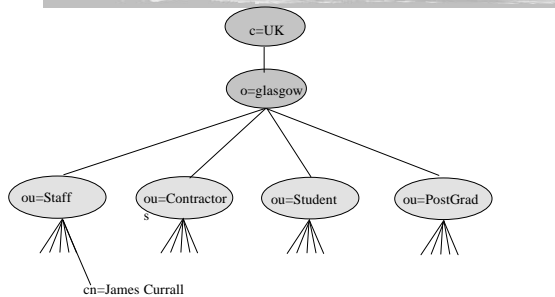 c=UK
o=glasgow
ou=Staff
ou=Contractor
s
ou=Student
ou=PostGrad
cn=James Currall